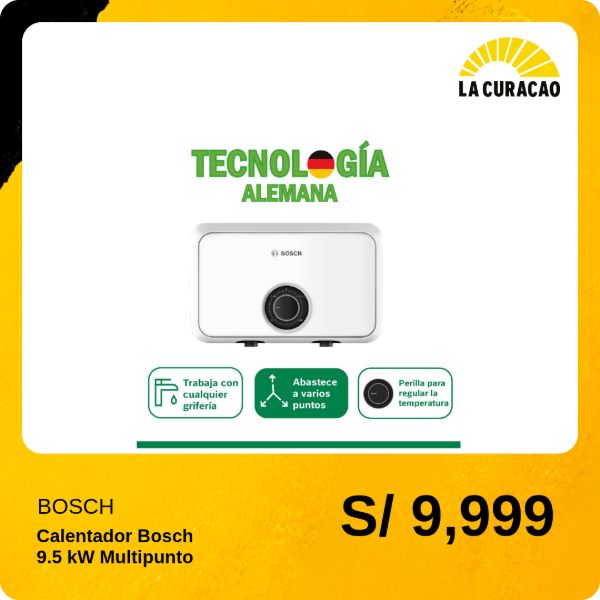 LA CURACAO
TECNOLOGÍA
ALEMANA
BOSCH
Trabaja con
cualquier
grifería
Abastece
a varios
puntos
Perilla para
regular la
temperatura
BOSCH
Calentador Bosch
9.5 kW Multipunto
S/ 9,999